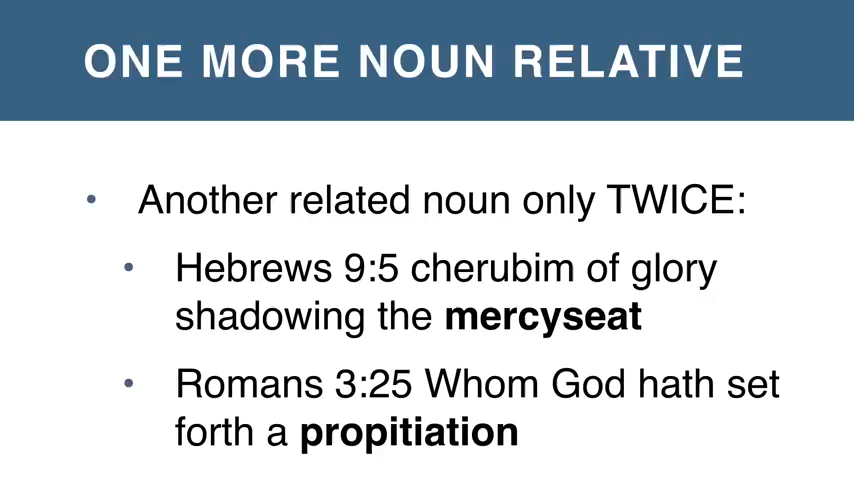 ONE MORE NOUN RELATIVE
• Another related noun only TWICE:
• Hebrews 9:5 cherubim of glory
shadowing the mercyseat
• Romans 3:25 Whom God hath set
forth a propitiation